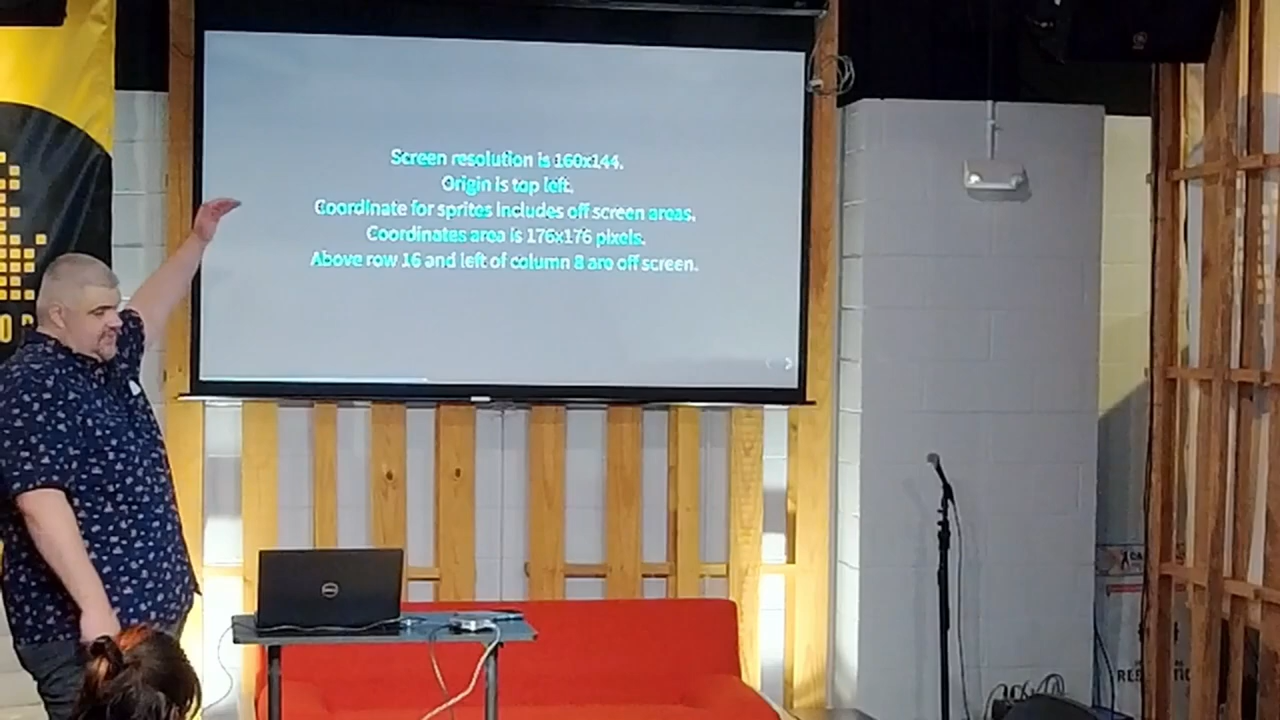 Screen resolution is 160x144.
Origin is top left.
Coordinate for sprites includes off screen areas.
Coordinates area is 176x176 pixels.
Above row 16 and left of column 8 are off screen.
DELL